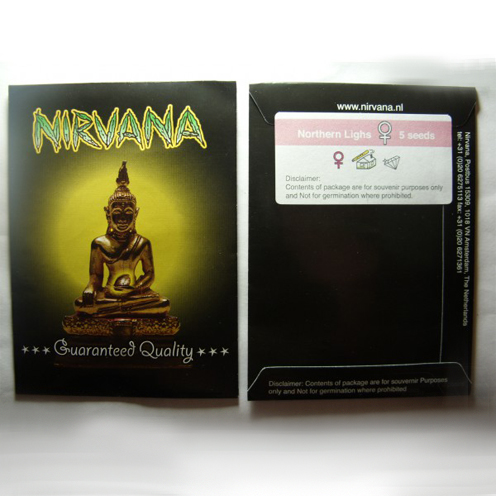 NIRVANA
★★★ Guaranteed Quality ★★★
www.nirvana.nl
Northern Lighs 5 seeds
Disclaimer:
Contents of package are for souvenir purposes only
and Not for germination where prohibited.
Nirvana, Postbus 15309, 1018 VN Amsterdam, The Netherlands
tel: +31 (0)20 6275113 fax: +31 (0)20 6271361
Disclaimer: Contents of package are for souvenir Purposes
only and Not for germination where prohibited